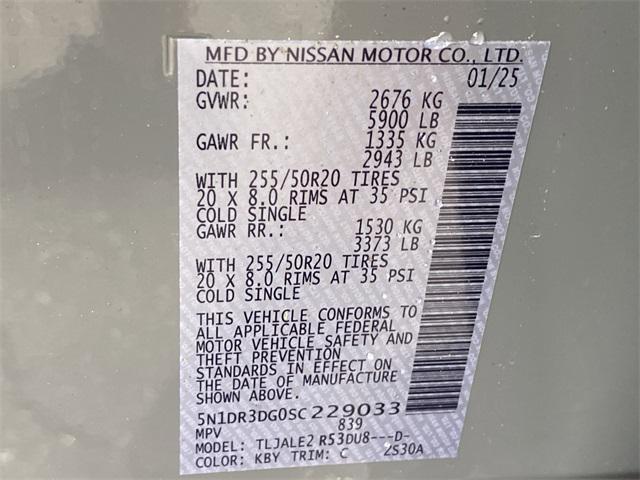 MFD BY NISSAN MOTOR CO., LTD.
DATE: 01/25
GVWR: 2676 KG
5900 LB
GAWR FR.: 1335 KG
2943 LB
WITH 255/50R20 TIRES
20 X 8.0 RIMS AT 35 PSI
COLD SINGLE
GAWR RR.: 1530 KG
3373 LB
WITH 255/50R20 TIRES
20 X 8.0 RIMS AT 35 PSI
COLD SINGLE
THIS VEHICLE CONFORMS TO
ALL APPLICABLE FEDERAL
MOTOR VEHICLE SAFETY AND
THEFT PREVENTION
STANDARDS IN EFFECT ON
THE DATE OF MANUFACTURE
SHOWN ABOVE.
5N1DR3DG0SC229033
MPV 839
MODEL: TLJALE2 R53DU8---D-
COLOR: KBY TRIM: C ZS30A